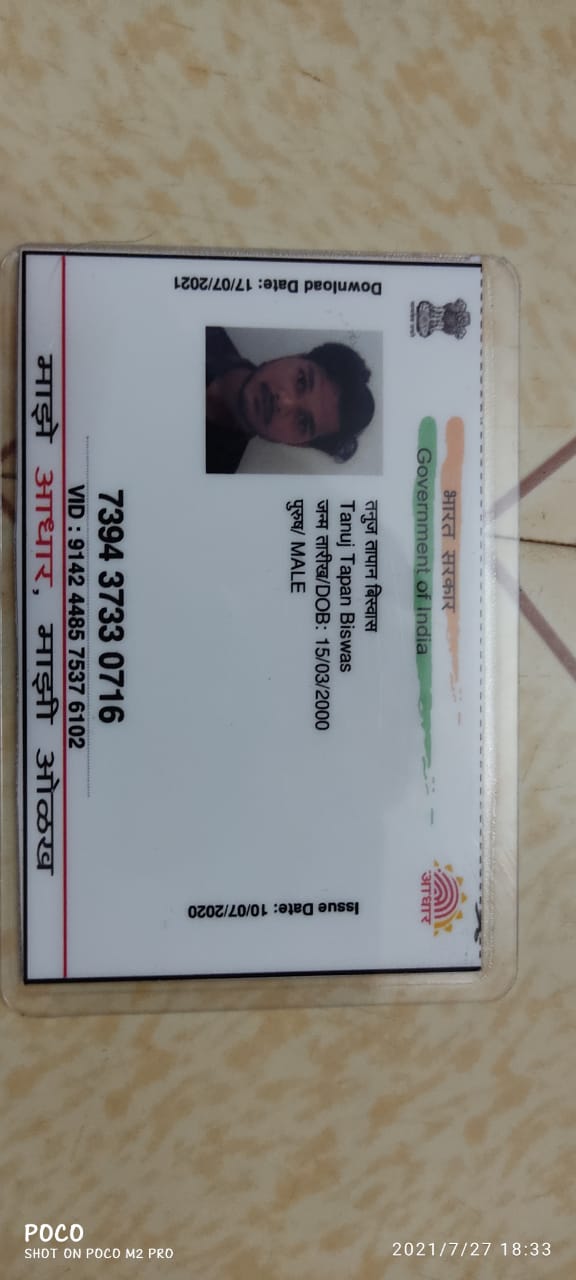 भारत सरकार
Government of India
आधार
Download Date: 17/07/2021
तनुज तापान बिस्वास
Tanuj Tapan Biswas
जन्म तारीख/DOB: 15/03/2000
पुरुष/ MALE
Issue Date: 10/07/2020
7394 3733 0716
VID : 9142 4485 7537 6102
माझे आधार, माझी ओळख
2021/7/27 18:33
POCO
SHOT ON POCO M2 PRO